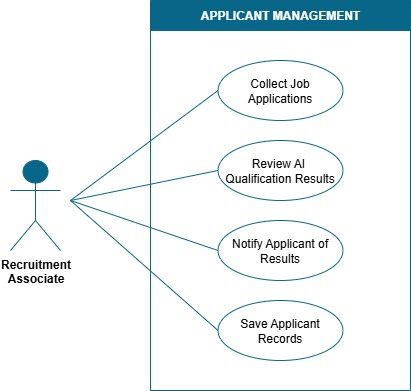 APPLICANT MANAGEMENT
Collect Job
Applications
Review AI
Qualification Results
Notify Applicant of
Results
Save Applicant
Records
Recruitment
Associate